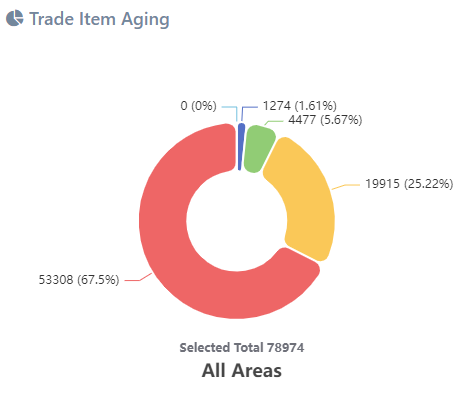 Trade Item Aging
0 (0%)
1274 (1.61%)
4477 (5.67%)
19915 (25.22%)
53308 (67.5%)
Selected Total 78974
All Areas